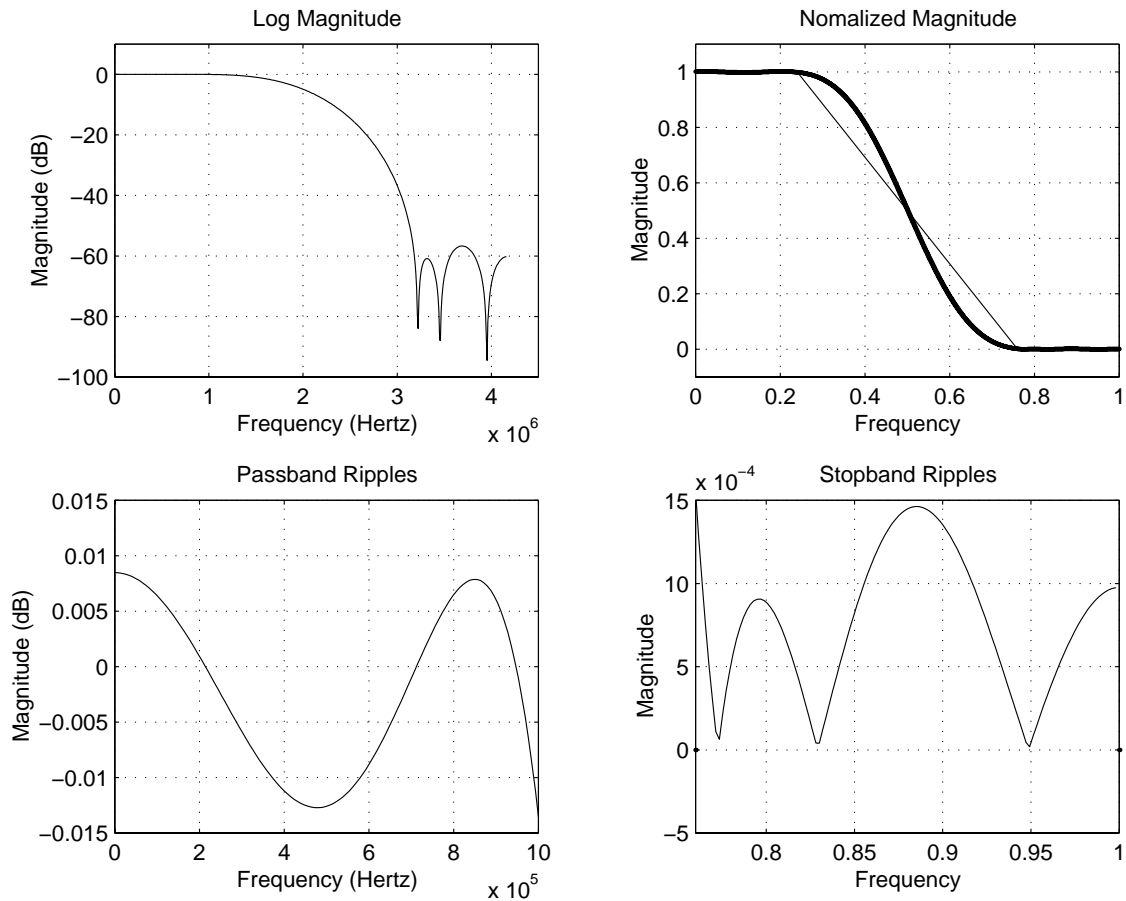 Log Magnitude
Magnitude (dB)
0
−20
−40
−60
−80
−100
0 1 2 3 4
Frequency (Hertz)
x 10^6
Nomalized Magnitude
Magnitude
1
0.8
0.6
0.4
0.2
0
0 0.2 0.4 0.6 0.8 1
Frequency
Passband Ripples
Magnitude (dB)
0.015
0.01
0.005
0
−0.005
−0.01
−0.015
0 2 4 6 8 10
Frequency (Hertz)
x 10^5
Stopband Ripples
x 10^−4
Magnitude
15
10
5
0
−5
0.8 0.85 0.9 0.95 1
Frequency